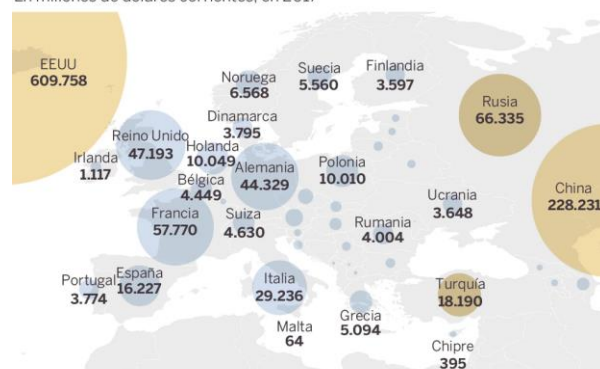 En millones de dólares corrientes, en 2017
EEUU
609.758
Noruega
6.568
Suecia
5.560
Finlandia
3.597
Rusia
66.335
Dinamarca
3.795
Reino Unido
47.193
Irlanda
1.117
Holanda
10.049
Alemania
44.329
Polonia
10.010
Bélgica
4.449
Ucrania
3.648
China
228.231
Francia
57.770
Suiza
4.630
Rumania
4.004
Portugal
3.774
España
16.227
Italia
29.236
Turquía
18.190
Malta
64
Grecia
5.094
Chipre
395